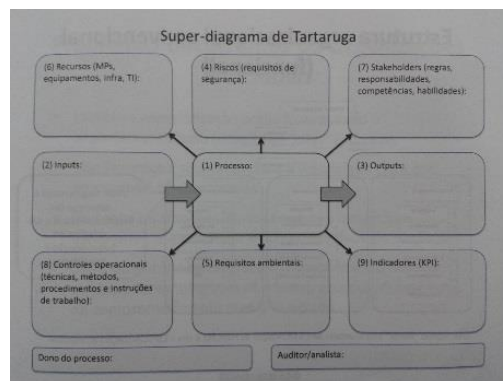 Super-diagrama de Tartaruga
(6) Recursos (MPs,
equipamentos, infra, TI):
(4) Riscos (requisitos de
segurança):
(7) Stakeholders (regras,
responsabilidades,
competências, habilidades):
(2) Inputs:
(1) Processo:
(3) Outputs:
(8) Controles operacionais
(técnicas, métodos,
procedimentos e instruções
de trabalho):
(5) Requisitos ambientais:
(9) Indicadores (KPI):
Dono do processo:
Auditor/analista: